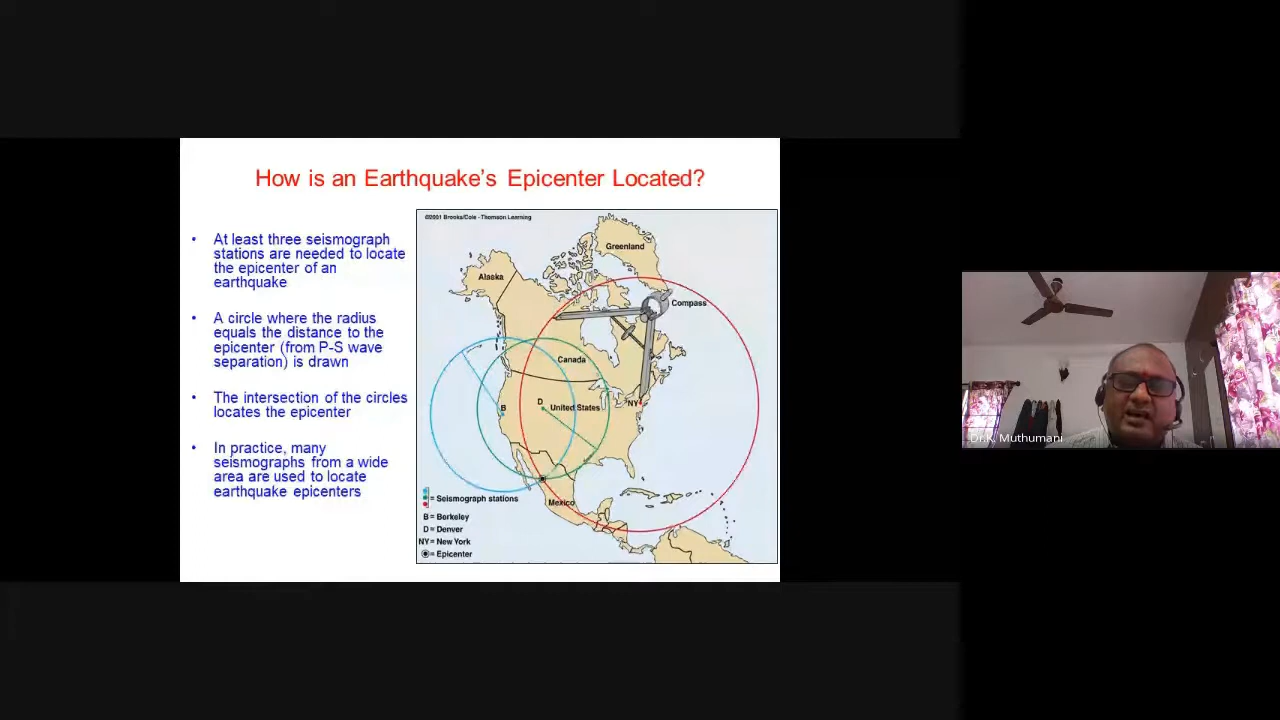 How is an Earthquake's Epicenter Located?
• At least three seismograph
stations are needed to locate
the epicenter of an
earthquake
• A circle where the radius
equals the distance to the
epicenter (from P-S wave
separation) is drawn
• The intersection of the circles
locates the epicenter
• In practice, many
seismographs from a wide
area are used to locate
earthquake epicenters
©2001 Brooks/Cole - Thomson Learning
Greenland
Alaska
Compass
Canada
B
D
United States
NY
Mexico
= Seismograph stations
B = Berkeley
D = Denver
NY = New York
= Epicenter
Dr.K. Muthumani